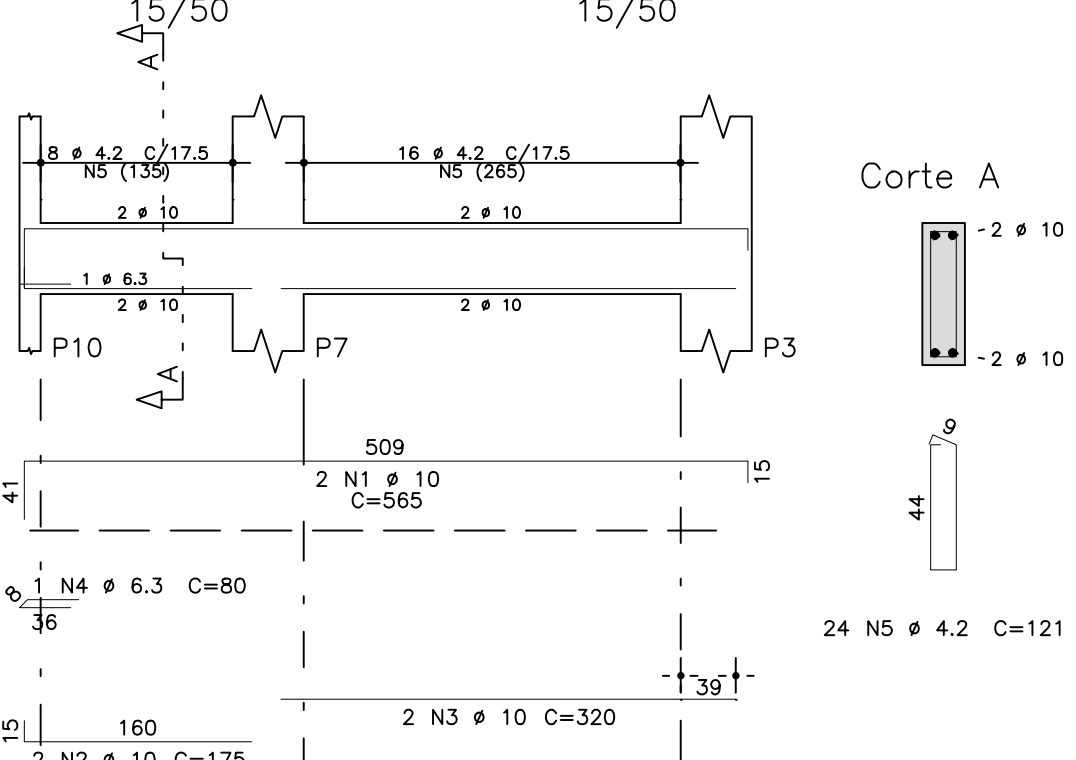 15/50
15/50
A
8 ø 4.2 C/17.5
N5 (135)
16 ø 4.2 C/17.5
N5 (265)
Corte A
2 ø 10
2 ø 10
-2 ø 10
1 ø 6.3
2 ø 10
2 ø 10
P10
P7
P3
-2 ø 10
A
9
509
2 N1 ø 10
C=565
41
15
44
1 N4 ø 6.3 C=80
8
36
24 N5 ø 4.2 C=121
39
2 N3 ø 10 C=320
15
160
2 N2 ø 10 C=175